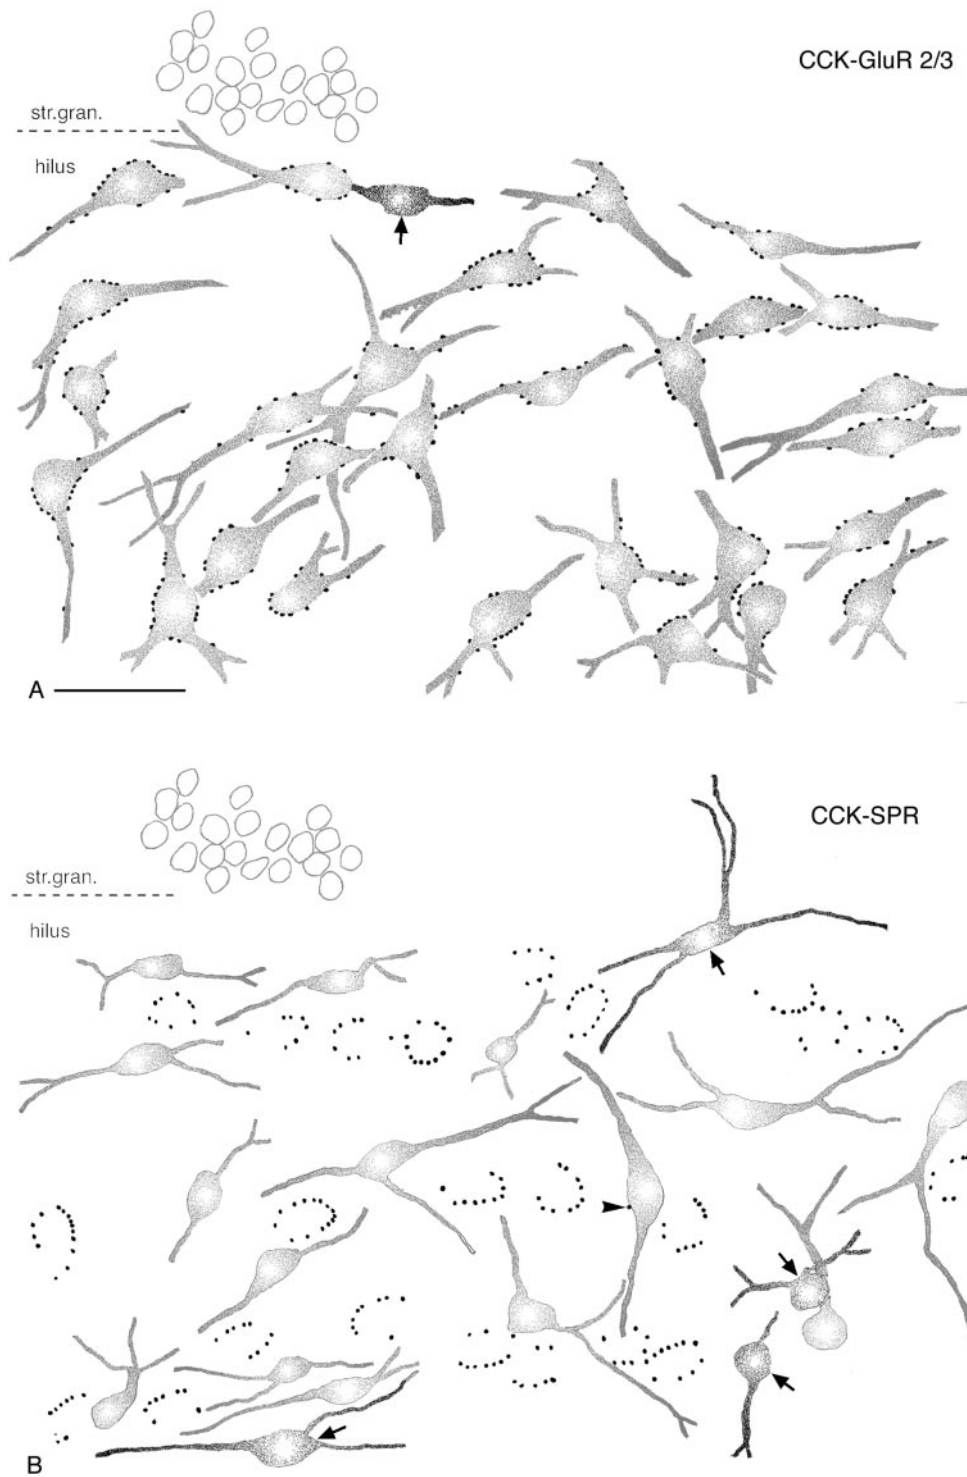 CCK-GluR 2/3
str.gran.
hilus
A
CCK-SPR
str.gran.
hilus
B